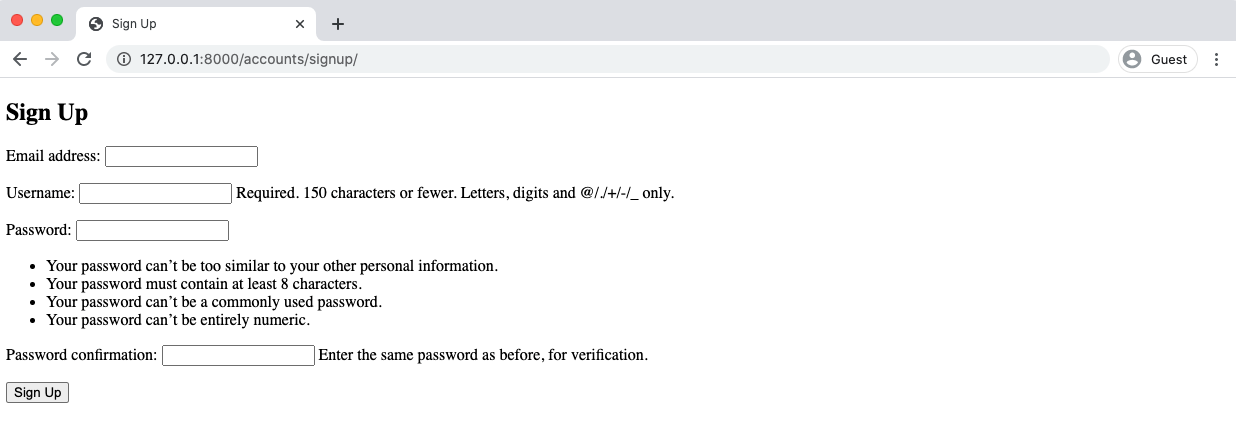 Sign Up
127.0.0.1:8000/accounts/signup/
Guest
Sign Up
Email address:
Username: Required. 150 characters or fewer. Letters, digits and @/./+/-/_ only.
Password:
• Your password can’t be too similar to your other personal information.
• Your password must contain at least 8 characters.
• Your password can’t be a commonly used password.
• Your password can’t be entirely numeric.
Password confirmation: Enter the same password as before, for verification.
Sign Up